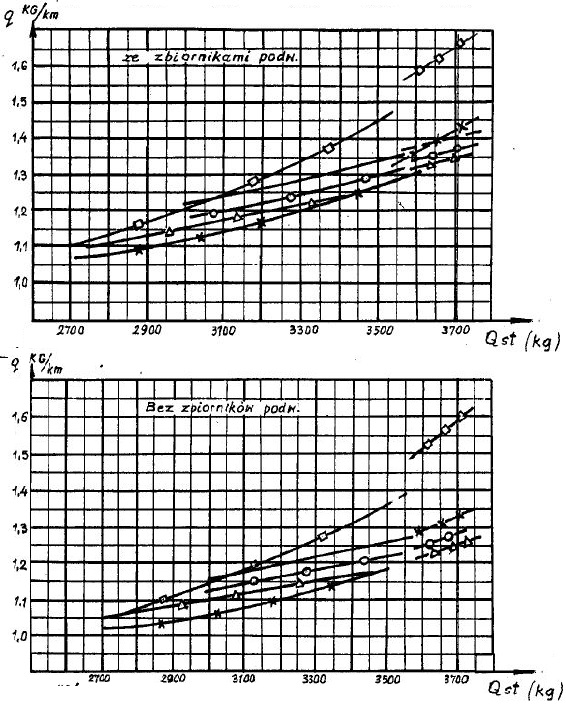 q KG/km
ze zbiornikami podw.
1,6
1,5
1,4
1,3
1,2
1,1
1,0
2700 2900 3100 3300 3500 3700
Qst (kg)
q KG/km
Bez zbiorników podw.
1,6
1,5
1,4
1,3
1,2
1,1
1,0
2700 2900 3100 3300 3500 3700
Qst (kg)